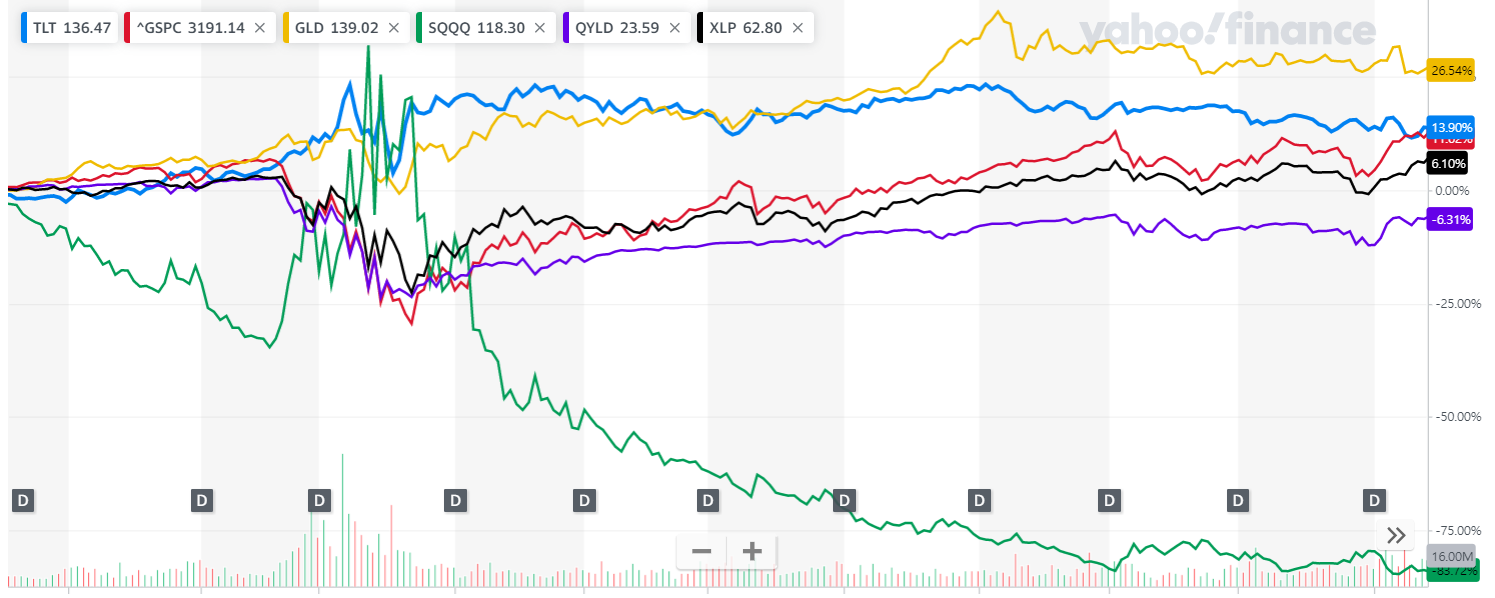 TLT 136.47
^GSPC 3191.14 ×
GLD 139.02 ×
SQQQ 118.30 ×
QYLD 23.59 ×
XLP 62.80 ×
yahoo!finance
26.54%
13.90%
6.10%
0.00%
-6.31%
-25.00%
-50.00%
D D D D D D D D D D D
-75.00%
16.00M
-83.72%